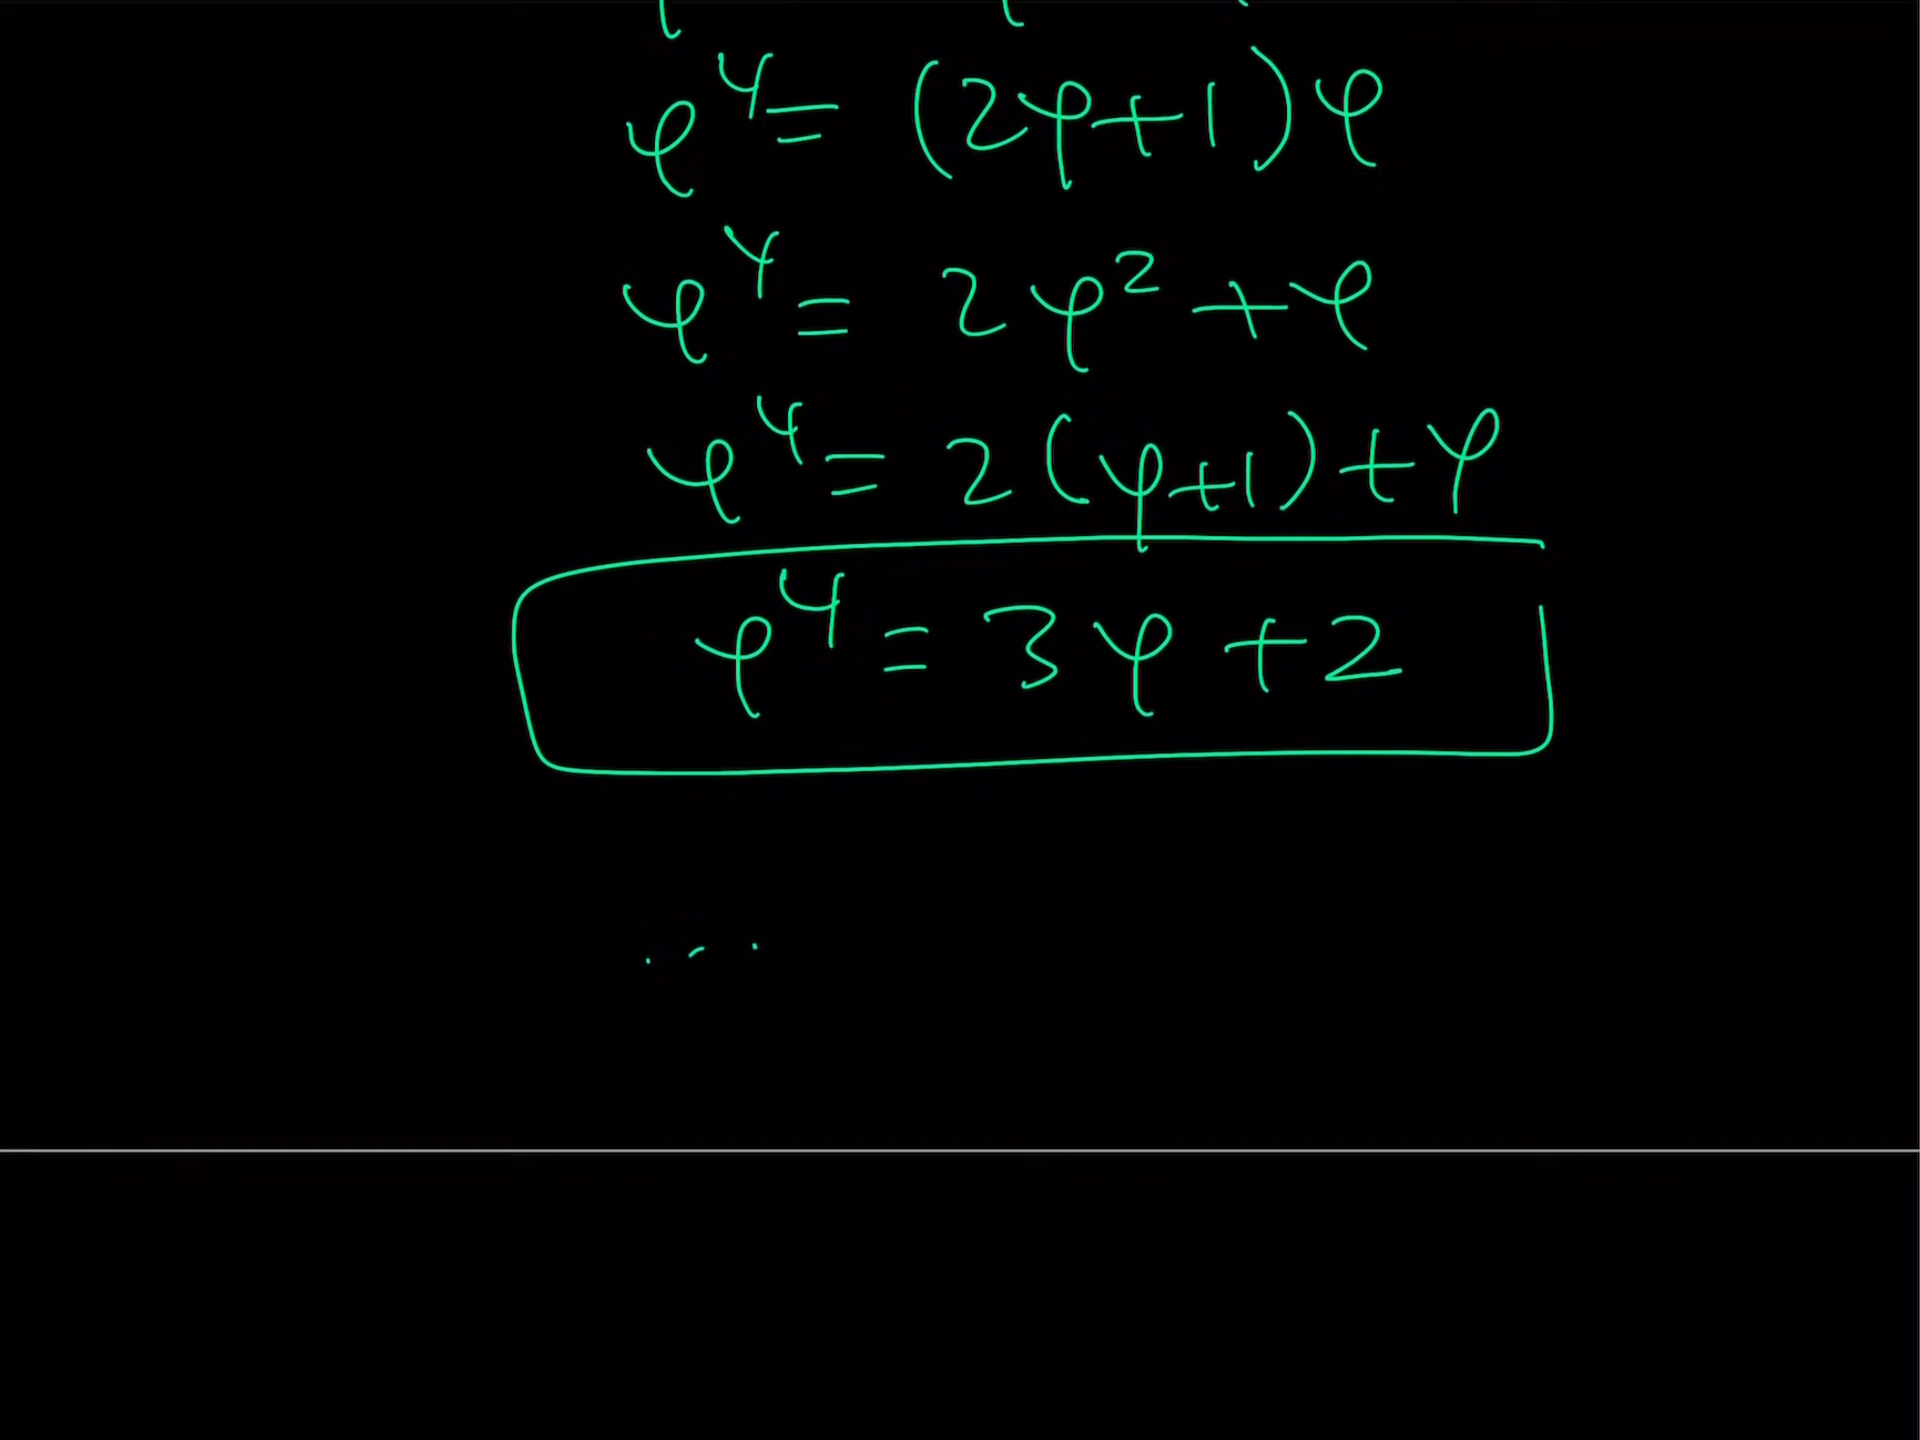 φ⁴ = (2φ+1)φ
φ⁴ = 2φ² + φ
φ⁴ = 2(φ+1)+φ
φ⁴ = 3φ + 2
...